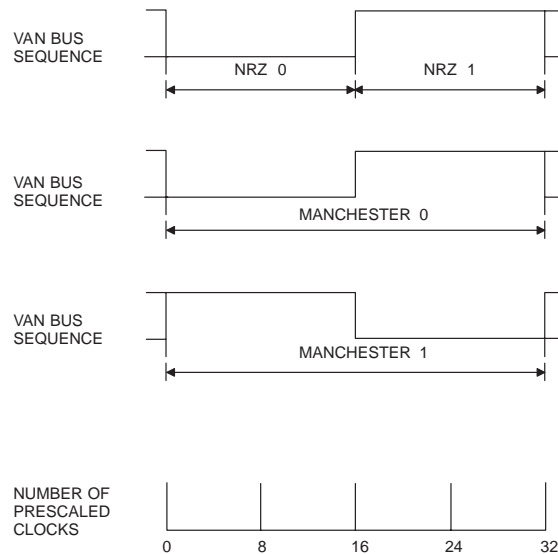 VAN BUS
SEQUENCE
NRZ 0
NRZ 1
VAN BUS
SEQUENCE
MANCHESTER 0
VAN BUS
SEQUENCE
MANCHESTER 1
NUMBER OF
PRESCALED
CLOCKS
0 8 16 24 32